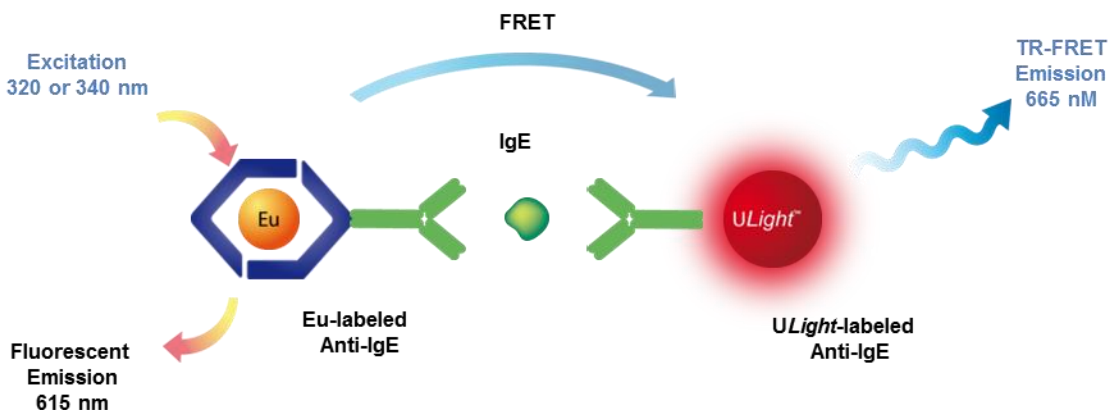 FRET
Excitation
320 or 340 nm
TR-FRET
Emission
665 nM
IgE
Eu
ULight™
Eu-labeled
Anti-IgE
ULight-labeled
Anti-IgE
Fluorescent
Emission
615 nm